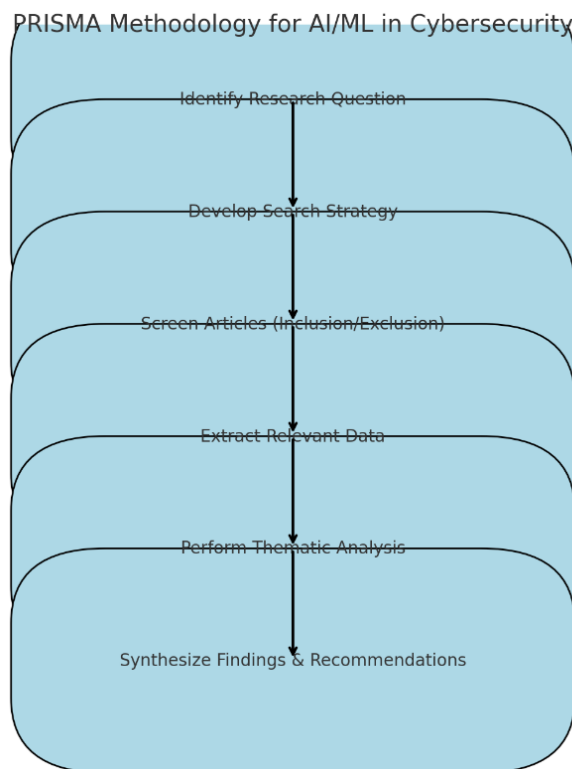 PRISMA Methodology for AI/ML in Cybersecurity
Identify Research Question
Develop Search Strategy
Screen Articles (Inclusion/Exclusion)
Extract Relevant Data
Perform Thematic Analysis
Synthesize Findings & Recommendations